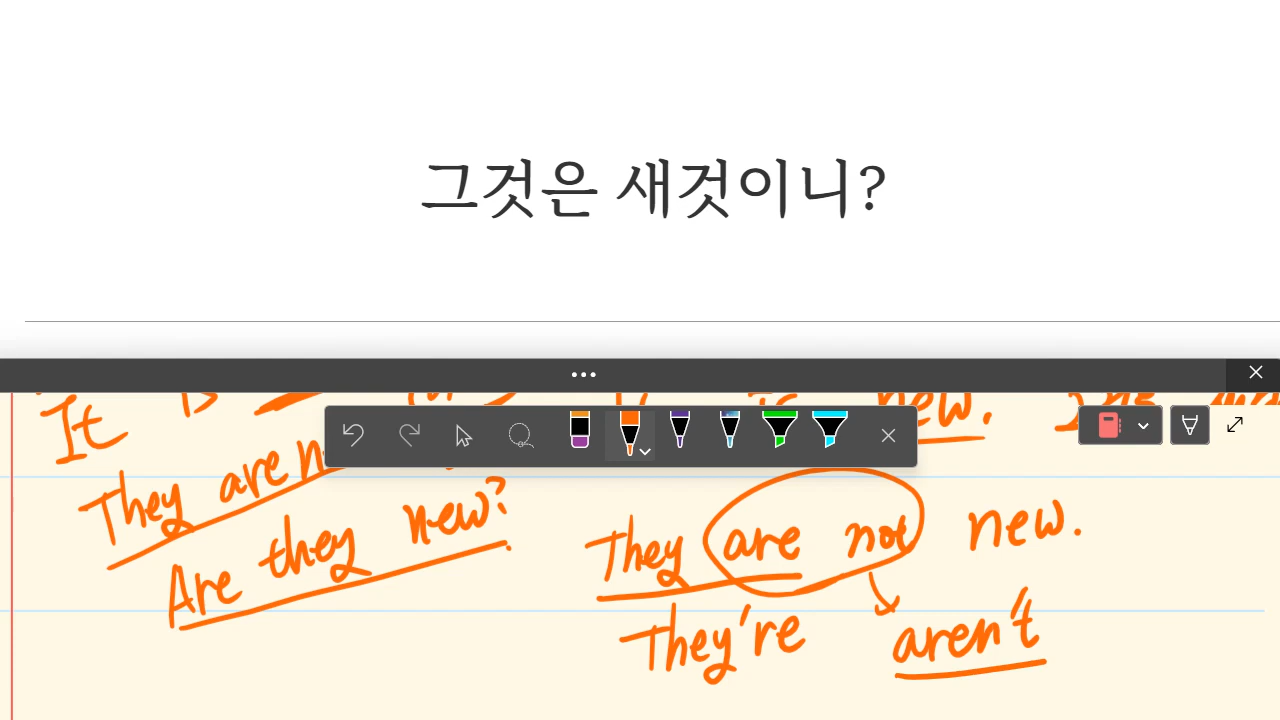 그것은 새것이니?
It is new.
They are
Are they new?
They are not new.
They're aren't